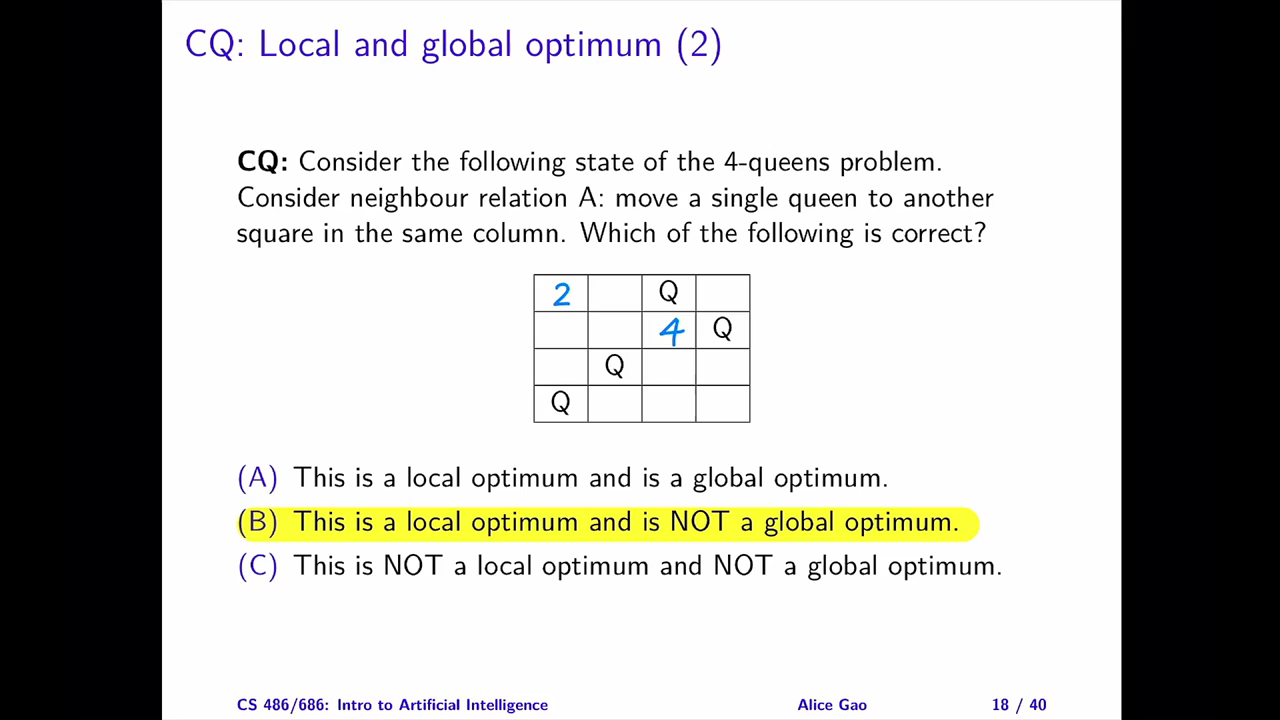 CQ: Local and global optimum (2)
CQ: Consider the following state of the 4-queens problem.
Consider neighbour relation A: move a single queen to another
square in the same column. Which of the following is correct?
2 Q
4 Q
Q
Q
(A) This is a local optimum and is a global optimum.
(B) This is a local optimum and is NOT a global optimum.
(C) This is NOT a local optimum and NOT a global optimum.
CS 486/686: Intro to Artificial Intelligence Alice Gao 18 / 40